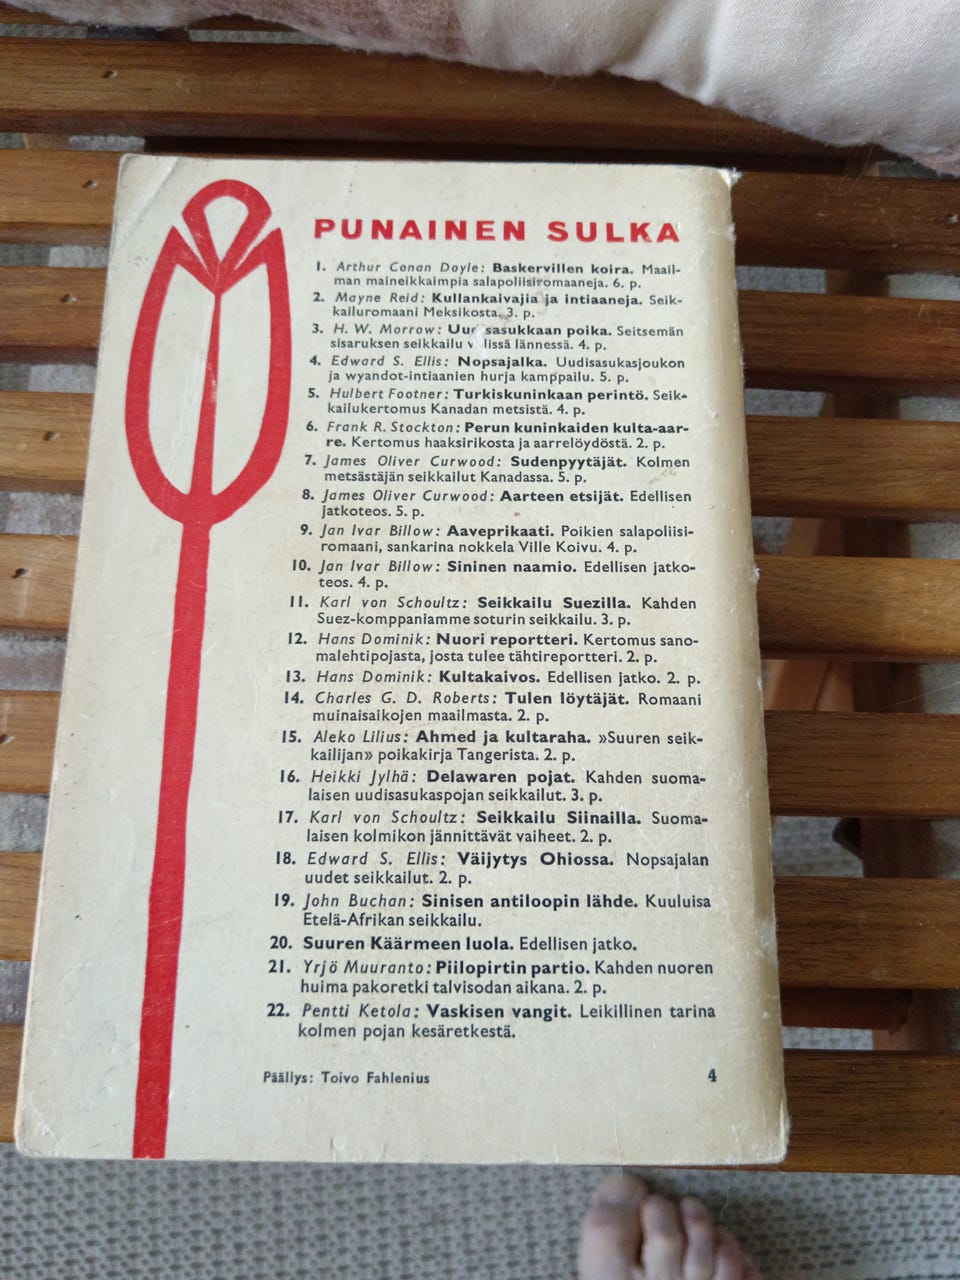 PUNAINEN SULKA
1. Arthur Conan Doyle: Baskervillen koira. Maail-
man maineikkaimpia salapoliisiromaaneja. 6. p.
2. Mayne Reid: Kullankaivajia ja intiaaneja. Seik-
kailuromaani Meksikosta. 3. p.
3. H. W. Morrow: poika. Seitsemän
sisaruksen seikkailu lännessä. 4. p.
4. Edward S. Ellis: Nopsajalka. Uudisasukasjoukon
ja wyandot-intiaanien hurja kamppailu. 5. p.
5. Hulbert Footner: Turkiskuninkaan perintö. Seik-
kailukertomus Kanadan metsistä. 4. p.
6. Frank R. Stockton: Perun kuninkaiden kulta-aar-
re. Kertomus haaksirikosta ja aarrelöydöstä. 2. p.
7. James Oliver Curwood: Sudenpyytäjät. Kolmen
metsästäjän seikkailut Kanadassa. 5. p.
8. James Oliver Curwood: Aarteen etsijät. Edellisen
jatkoteos. 5. p.
9. Jan Ivar Billow: Aaveprikaati. Poikien salapoliisi-
romaani, sankarina nokkela Ville Koivu. 4. p.
10. Jan Ivar Billow: Sininen naamio. Edellisen jatko-
teos. 4. p.
11. Karl von Schoultz: Seikkailu Suezilla. Kahden
Suez-komppaniamme soturin seikkailu. 3. p.
12. Hans Dominik: Nuori reportteri. Kertomus sano-
malehtipojasta, josta tulee tähtireportteri. 2. p.
13. Hans Dominik: Kultakaivos. Edellisen jatko. 2. p.
14. Charles G. D. Roberts: Tulen löytäjät. Romaani
muinaisaikojen maailmasta. 2. p.
15. Aleko Lilius: Ahmed ja kultaraha. »Suuren seik-
kailijan» poikakirja Tangerista. 2. p.
16. Heikki Jylhä: Delawaren pojat. Kahden suoma-
laisen uudisasukaspojan seikkailut. 3. p.
17. Karl von Schoultz: Seikkailu Siinailla. Suoma-
laisen kolmikon jännittävät vaiheet. 2. p.
18. Edward S. Ellis: Väijytys Ohiossa. Nopsajalan
uudet seikkailut. 2. p.
19. John Buchan: Sinisen antiloopin lähde. Kuuluisa
Etelä-Afrikan seikkailu.
20. Suuren Käärmeen luola. Edellisen jatko.
21. Yrjö Muuranto: Piilopirtin partio. Kahden nuoren
huima pakoretki talvisodan aikana. 2. p.
22. Pentti Ketola: Vaskisen vangit. Leikillinen tarina
kolmen pojan kesäretkestä.
Päällys: Toivo Fahlenius
4